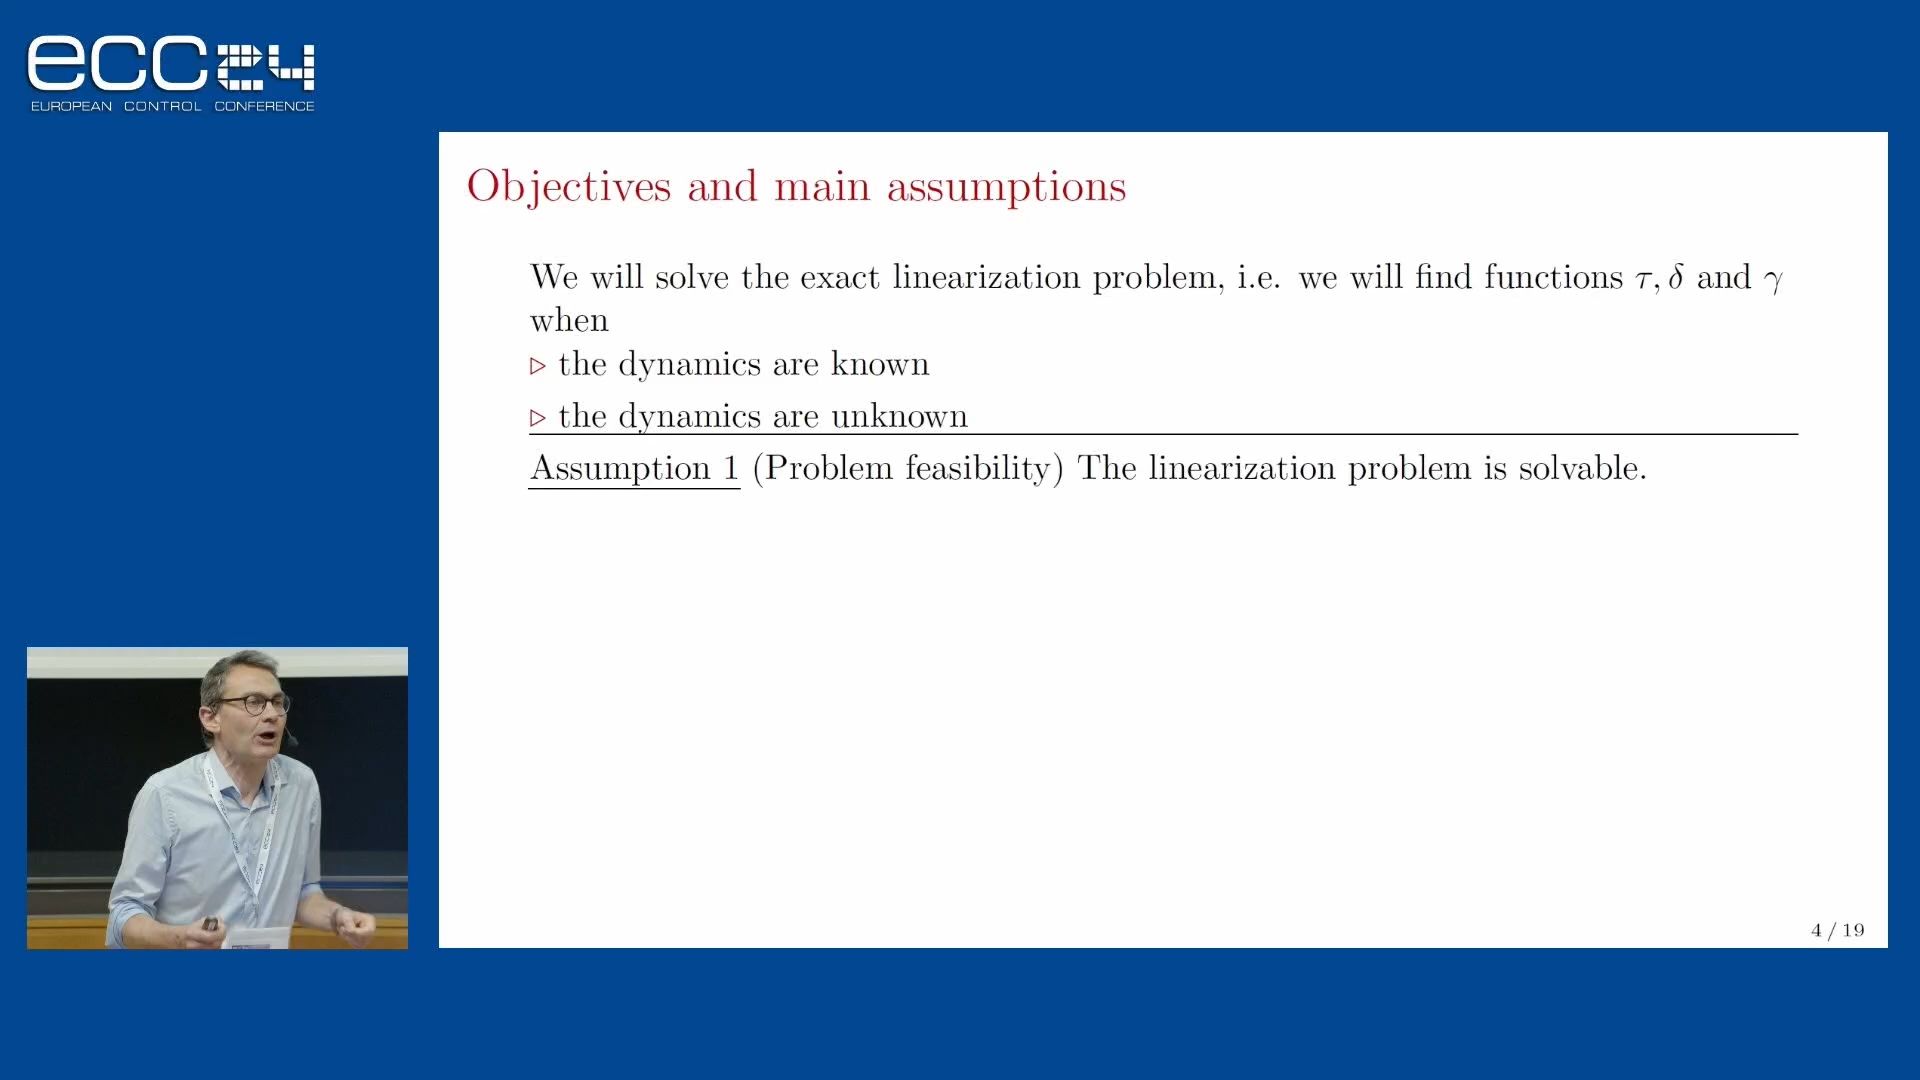 ecc24
EUROPEAN CONTROL CONFERENCE
Objectives and main assumptions
We will solve the exact linearization problem, i.e. we will find functions τ, δ and γ
when
▷ the dynamics are known
▷ the dynamics are unknown
Assumption 1 (Problem feasibility) The linearization problem is solvable.
4 / 19